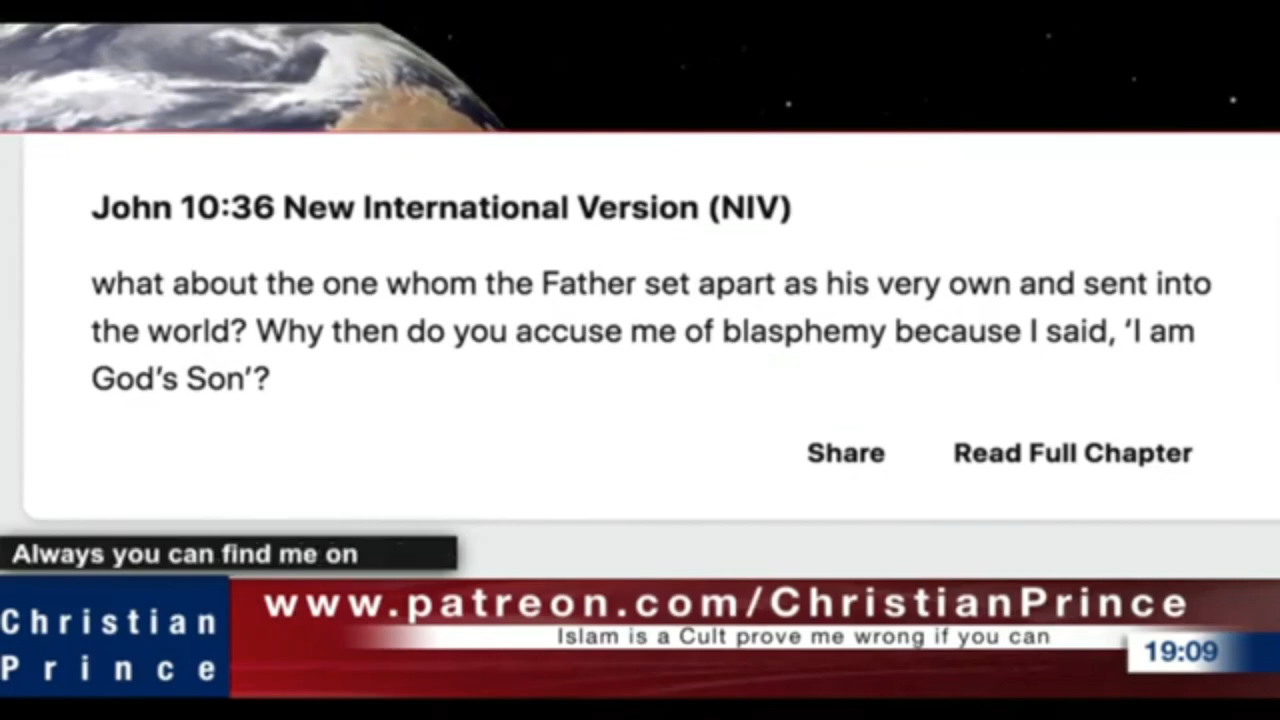 John 10:36 New International Version (NIV)
what about the one whom the Father set apart as his very own and sent into
the world? Why then do you accuse me of blasphemy because I said, ‘I am
God’s Son’?
Share Read Full Chapter
Always you can find me on
Christian
Prince
www.patreon.com/ChristianPrince
Islam is a Cult prove me wrong if you can
19:09